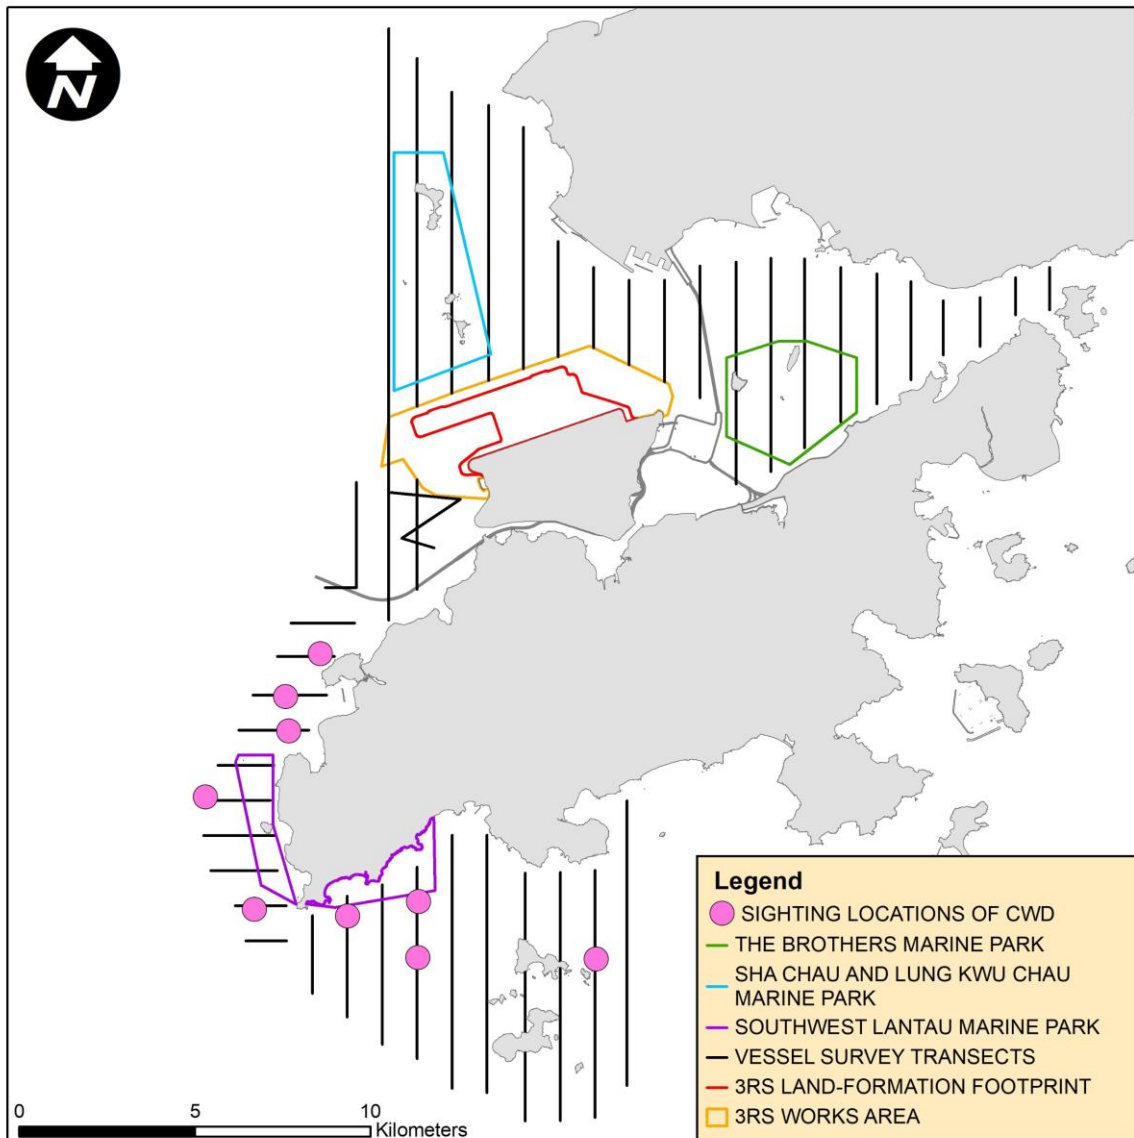 N
Legend
SIGHTING LOCATIONS OF CWD
THE BROTHERS MARINE PARK
SHA CHAU AND LUNG KWU CHAU
MARINE PARK
SOUTHWEST LANTAU MARINE PARK
VESSEL SURVEY TRANSECTS
3RS LAND-FORMATION FOOTPRINT
3RS WORKS AREA
0 5 10
Kilometers